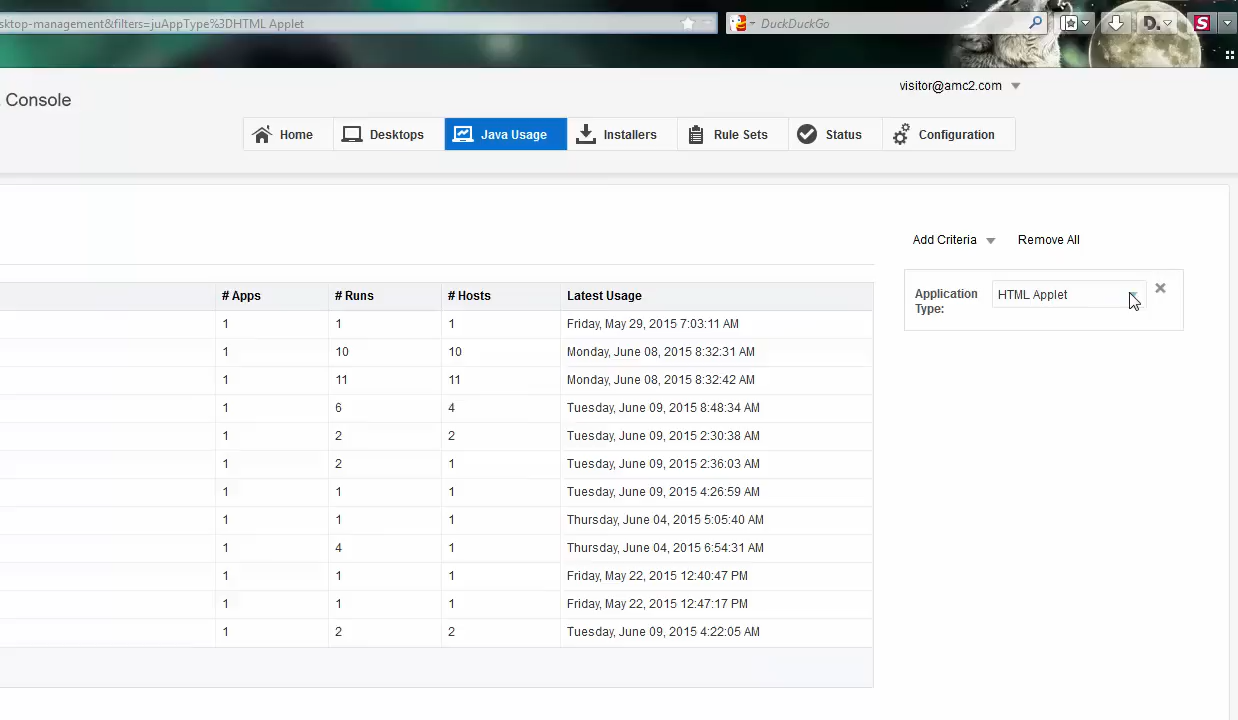 sktop-management&filters=juAppType%3DHTML Applet
DuckDuckGo
D.
S
visitor@amc2.com
Console
Home
Desktops
Java Usage
Installers
Rule Sets
Status
Configuration
Add Criteria
Remove All
Application Type:
HTML Applet
# Apps # Runs # Hosts Latest Usage
1 1 1 Friday, May 29, 2015 7:03:11 AM
1 10 10 Monday, June 08, 2015 8:32:31 AM
1 11 11 Monday, June 08, 2015 8:32:42 AM
1 6 4 Tuesday, June 09, 2015 8:48:34 AM
1 2 2 Tuesday, June 09, 2015 2:30:38 AM
1 2 1 Tuesday, June 09, 2015 2:36:03 AM
1 1 1 Tuesday, June 09, 2015 4:26:59 AM
1 1 1 Thursday, June 04, 2015 5:05:40 AM
1 4 1 Thursday, June 04, 2015 6:54:31 AM
1 1 1 Friday, May 22, 2015 12:40:47 PM
1 1 1 Friday, May 22, 2015 12:47:17 PM
1 2 2 Tuesday, June 09, 2015 4:22:05 AM